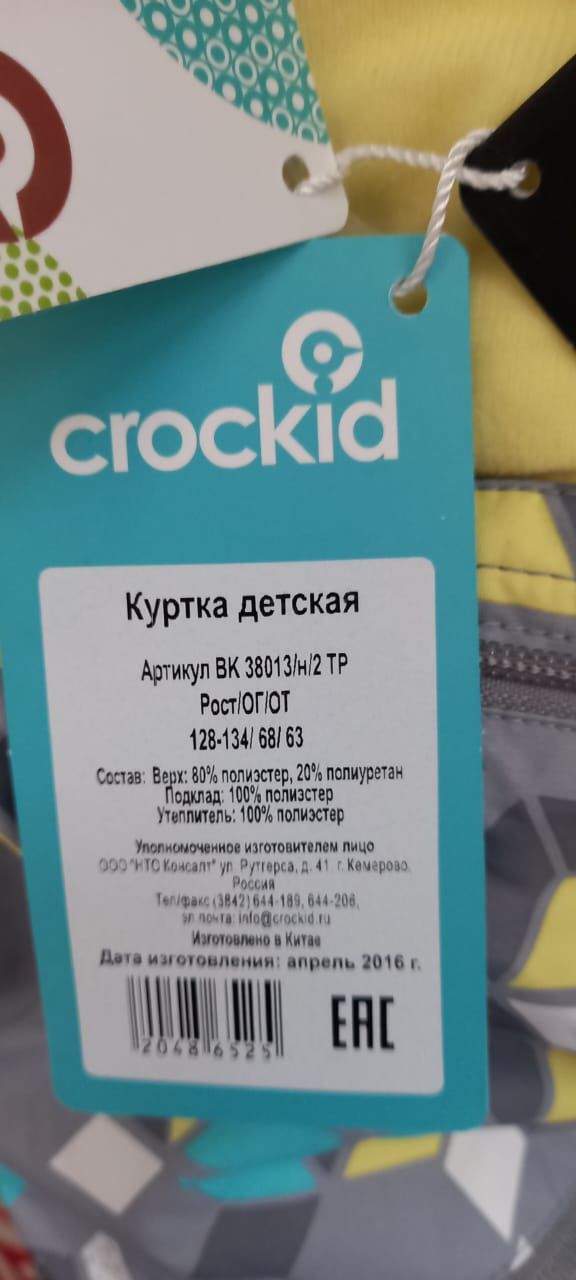 crockid
Куртка детская
Артикул ВК 38013/н/2 ТР
Рост/ОГ/ОТ
128-134/ 68/ 63
Состав: Верх: 80% полиэстер, 20% полиуретан
Подклад: 100% полиэстер
Утеплитель: 100% полиэстер
Уполномоченное изготовителем лицо
ООО "НТС Консалт" ул. Рутгерса, д. 41. г. Кемерово,
Россия
Тел/факс (3842) 644-189, 644-206,
эл.почта: info@crockid.ru
Изготовлено в Китае
Дата изготовления: апрель 2016 г.
20486525
ЕАС